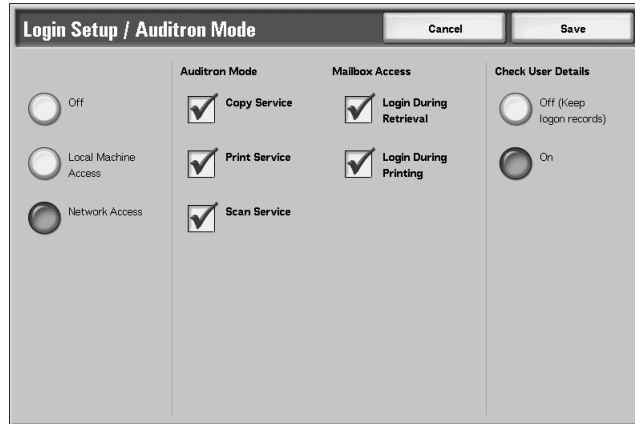 Login Setup / Auditron Mode
Cancel
Save
Off
Local Machine
Access
Network Access
Auditron Mode
Copy Service
Print Service
Scan Service
Mailbox Access
Login During
Retrieval
Login During
Printing
Check User Details
Off (Keep
logon records)
On